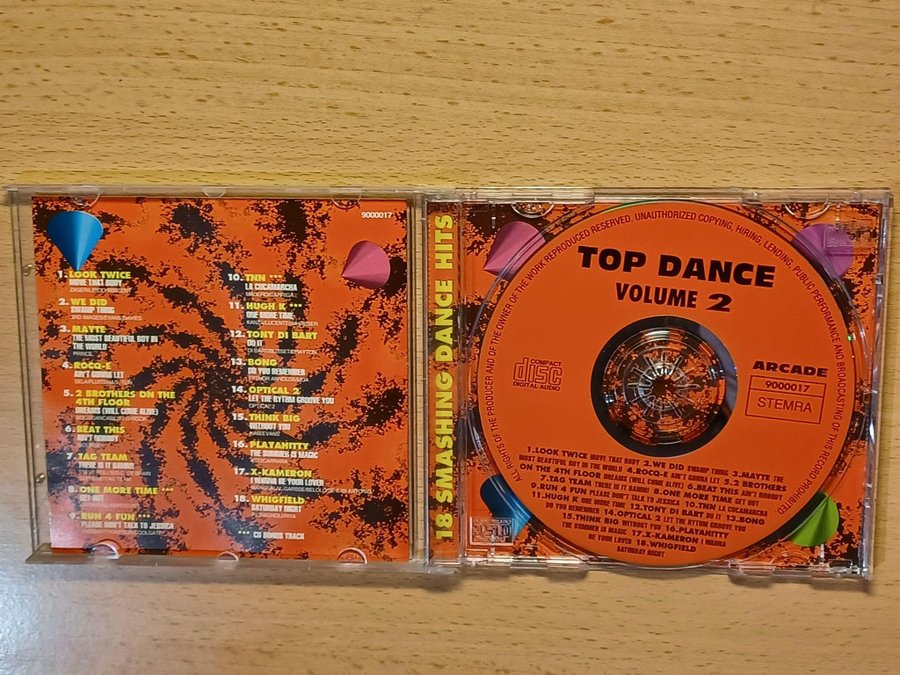 9000017
1. LOOK TWICE
MOVE THAT BODY
2. WE DID
SWAMP THING
3. MAYTE
THE MOST BEAUTIFUL BOY IN
THE WORLD
PRINCE
4. ROCQ-E
AIN'T GONNA LET
5. 2 BROTHERS ON THE
4TH FLOOR
DREAMS (WILL COME ALIVE)
6. BEAT THIS
AIN'T NOBODY
7. TAG TEAM
THERE IT IS BAMBI!
8. ONE MORE TIME ***
9. RUN 4 FUN ***
PLEASE DON'T TALK TO JESSICA
10. TNN ***
LA CUCAMARCHA
11. HUGH K ***
ONE MORE TIME
12. TONY DI BART
DO IT
13. BONG
DO YOU REMEMBER
14. OPTICAL 2
LET THE RYTHM GROOVE YOU
OPTICAL 2
15. THINK BIG
WITHOUT YOU
16. PLAYAHITTY
THE SUMMER IS MAGIC
17. X-KAMERON
I WANNA BE YOUR LOVER
18. WHIGFIELD
SATURDAY NIGHT
*** CD BONUS TRACK
18 SMASHING DANCE HITS
ALL RIGHTS OF THE PRODUCER AND OF THE OWNER OF THE WORK REPRODUCED RESERVED. UNAUTHORIZED COPYING, HIRING, LENDING, PUBLIC PERFORMANCE AND BROADCASTING OF THIS RECORD PROHIBITED
TOP DANCE
VOLUME 2
COMPACT
disc
DIGITAL AUDIO
ARCADE
9000017
STEMRA
1.LOOK TWICE MOVE THAT BODY 2.WE DID SWAMP THING 3.MAYTE THE
MOST BEAUTIFUL BOY IN THE WORLD 4.ROCQ-E AIN'T GONNA LET 5.2 BROTHERS
ON THE 4TH FLOOR DREAMS (WILL COME ALIVE) 6.BEAT THIS AIN'T NOBODY
7.TAG TEAM THERE IT IS BAMBI! 8.ONE MORE TIME GET HIP!
9.RUN 4 FUN PLEASE DON'T TALK TO JESSICA 10.TNN LA CUCAMARCHA
11.HUGH K ONE MORE TIME 12.TONY DI BART DO IT 13.BONG
DO YOU REMEMBER 14.OPTICAL 2 LET THE RYTHM GROOVE YOU
15.THINK BIG WITHOUT YOU 16.PLAYAHITTY
THE SUMMER IS MAGIC 17.X-KAMERON I WANNA
BE YOUR LOVER 18.WHIGFIELD
SATURDAY NIGHT